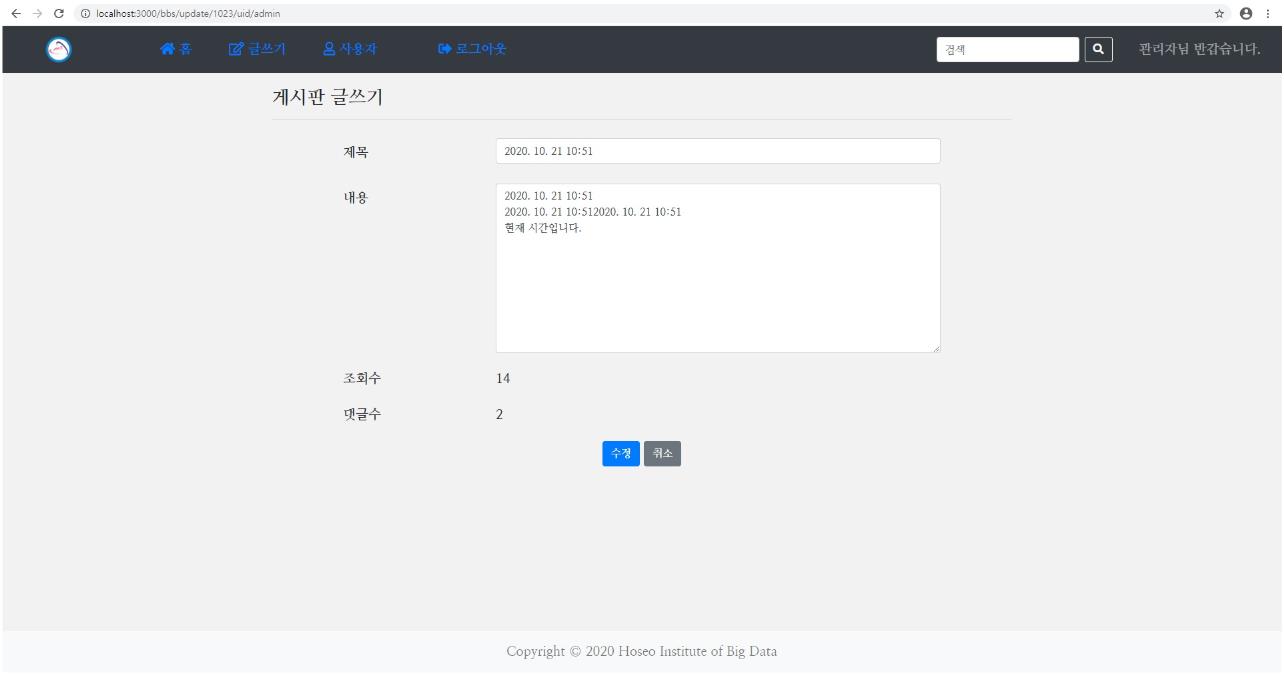 localhost:3000/bbs/update/1023/uid/admin
홈 글쓰기 사용자 로그아웃 검색 관리자님 반갑습니다.
게시판 글쓰기
제목 2020. 10. 21 10:51
내용 2020. 10. 21 10:51
2020. 10. 21 10:512020. 10. 21 10:51
현재 시간입니다.
조회수 14
댓글수 2
수정 취소
Copyright © 2020 Hoseo Institute of Big Data